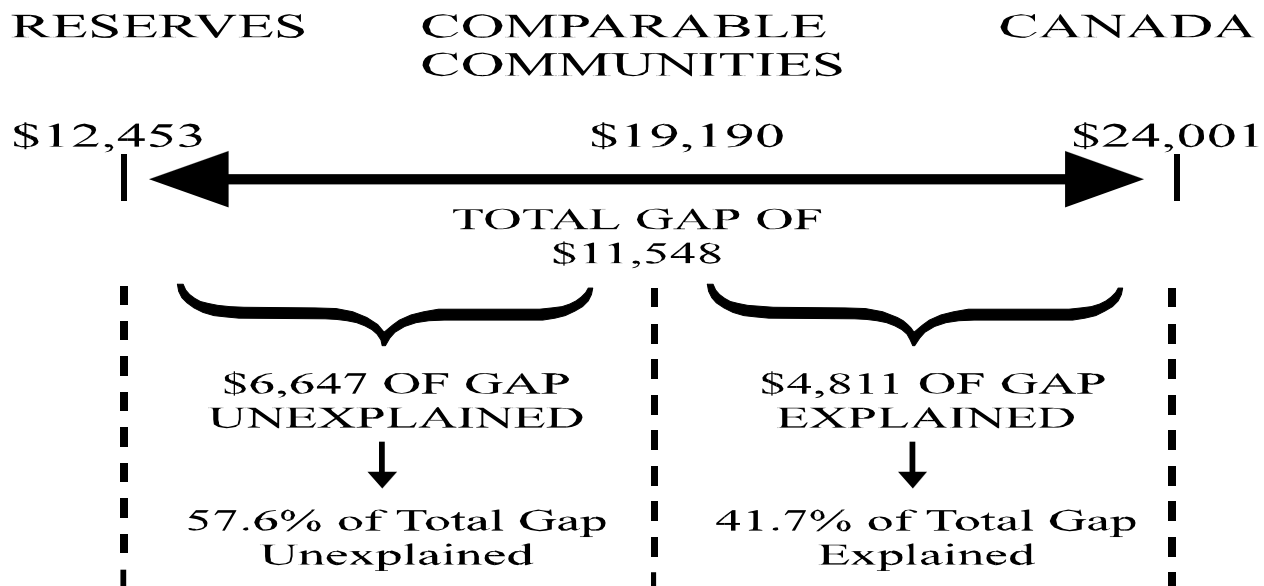 RESERVES
COMPARABLE
COMMUNITIES
CANADA
$12,453
$19,190
$24,001
TOTAL GAP OF
$11,548
$6,647 OF GAP
UNEXPLAINED
$4,811 OF GAP
EXPLAINED
57.6% of Total Gap
Unexplained
41.7% of Total Gap
Explained